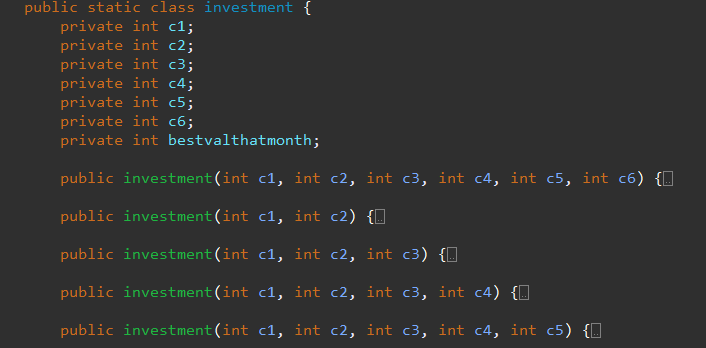 public static class investment {
private int c1;
private int c2;
private int c3;
private int c4;
private int c5;
private int c6;
private int bestvalthatmonth;
public investment(int c1, int c2, int c3, int c4, int c5, int c6) {..
public investment(int c1, int c2) {..
public investment(int c1, int c2, int c3) {..
public investment(int c1, int c2, int c3, int c4) {..
public investment(int c1, int c2, int c3, int c4, int c5) {..